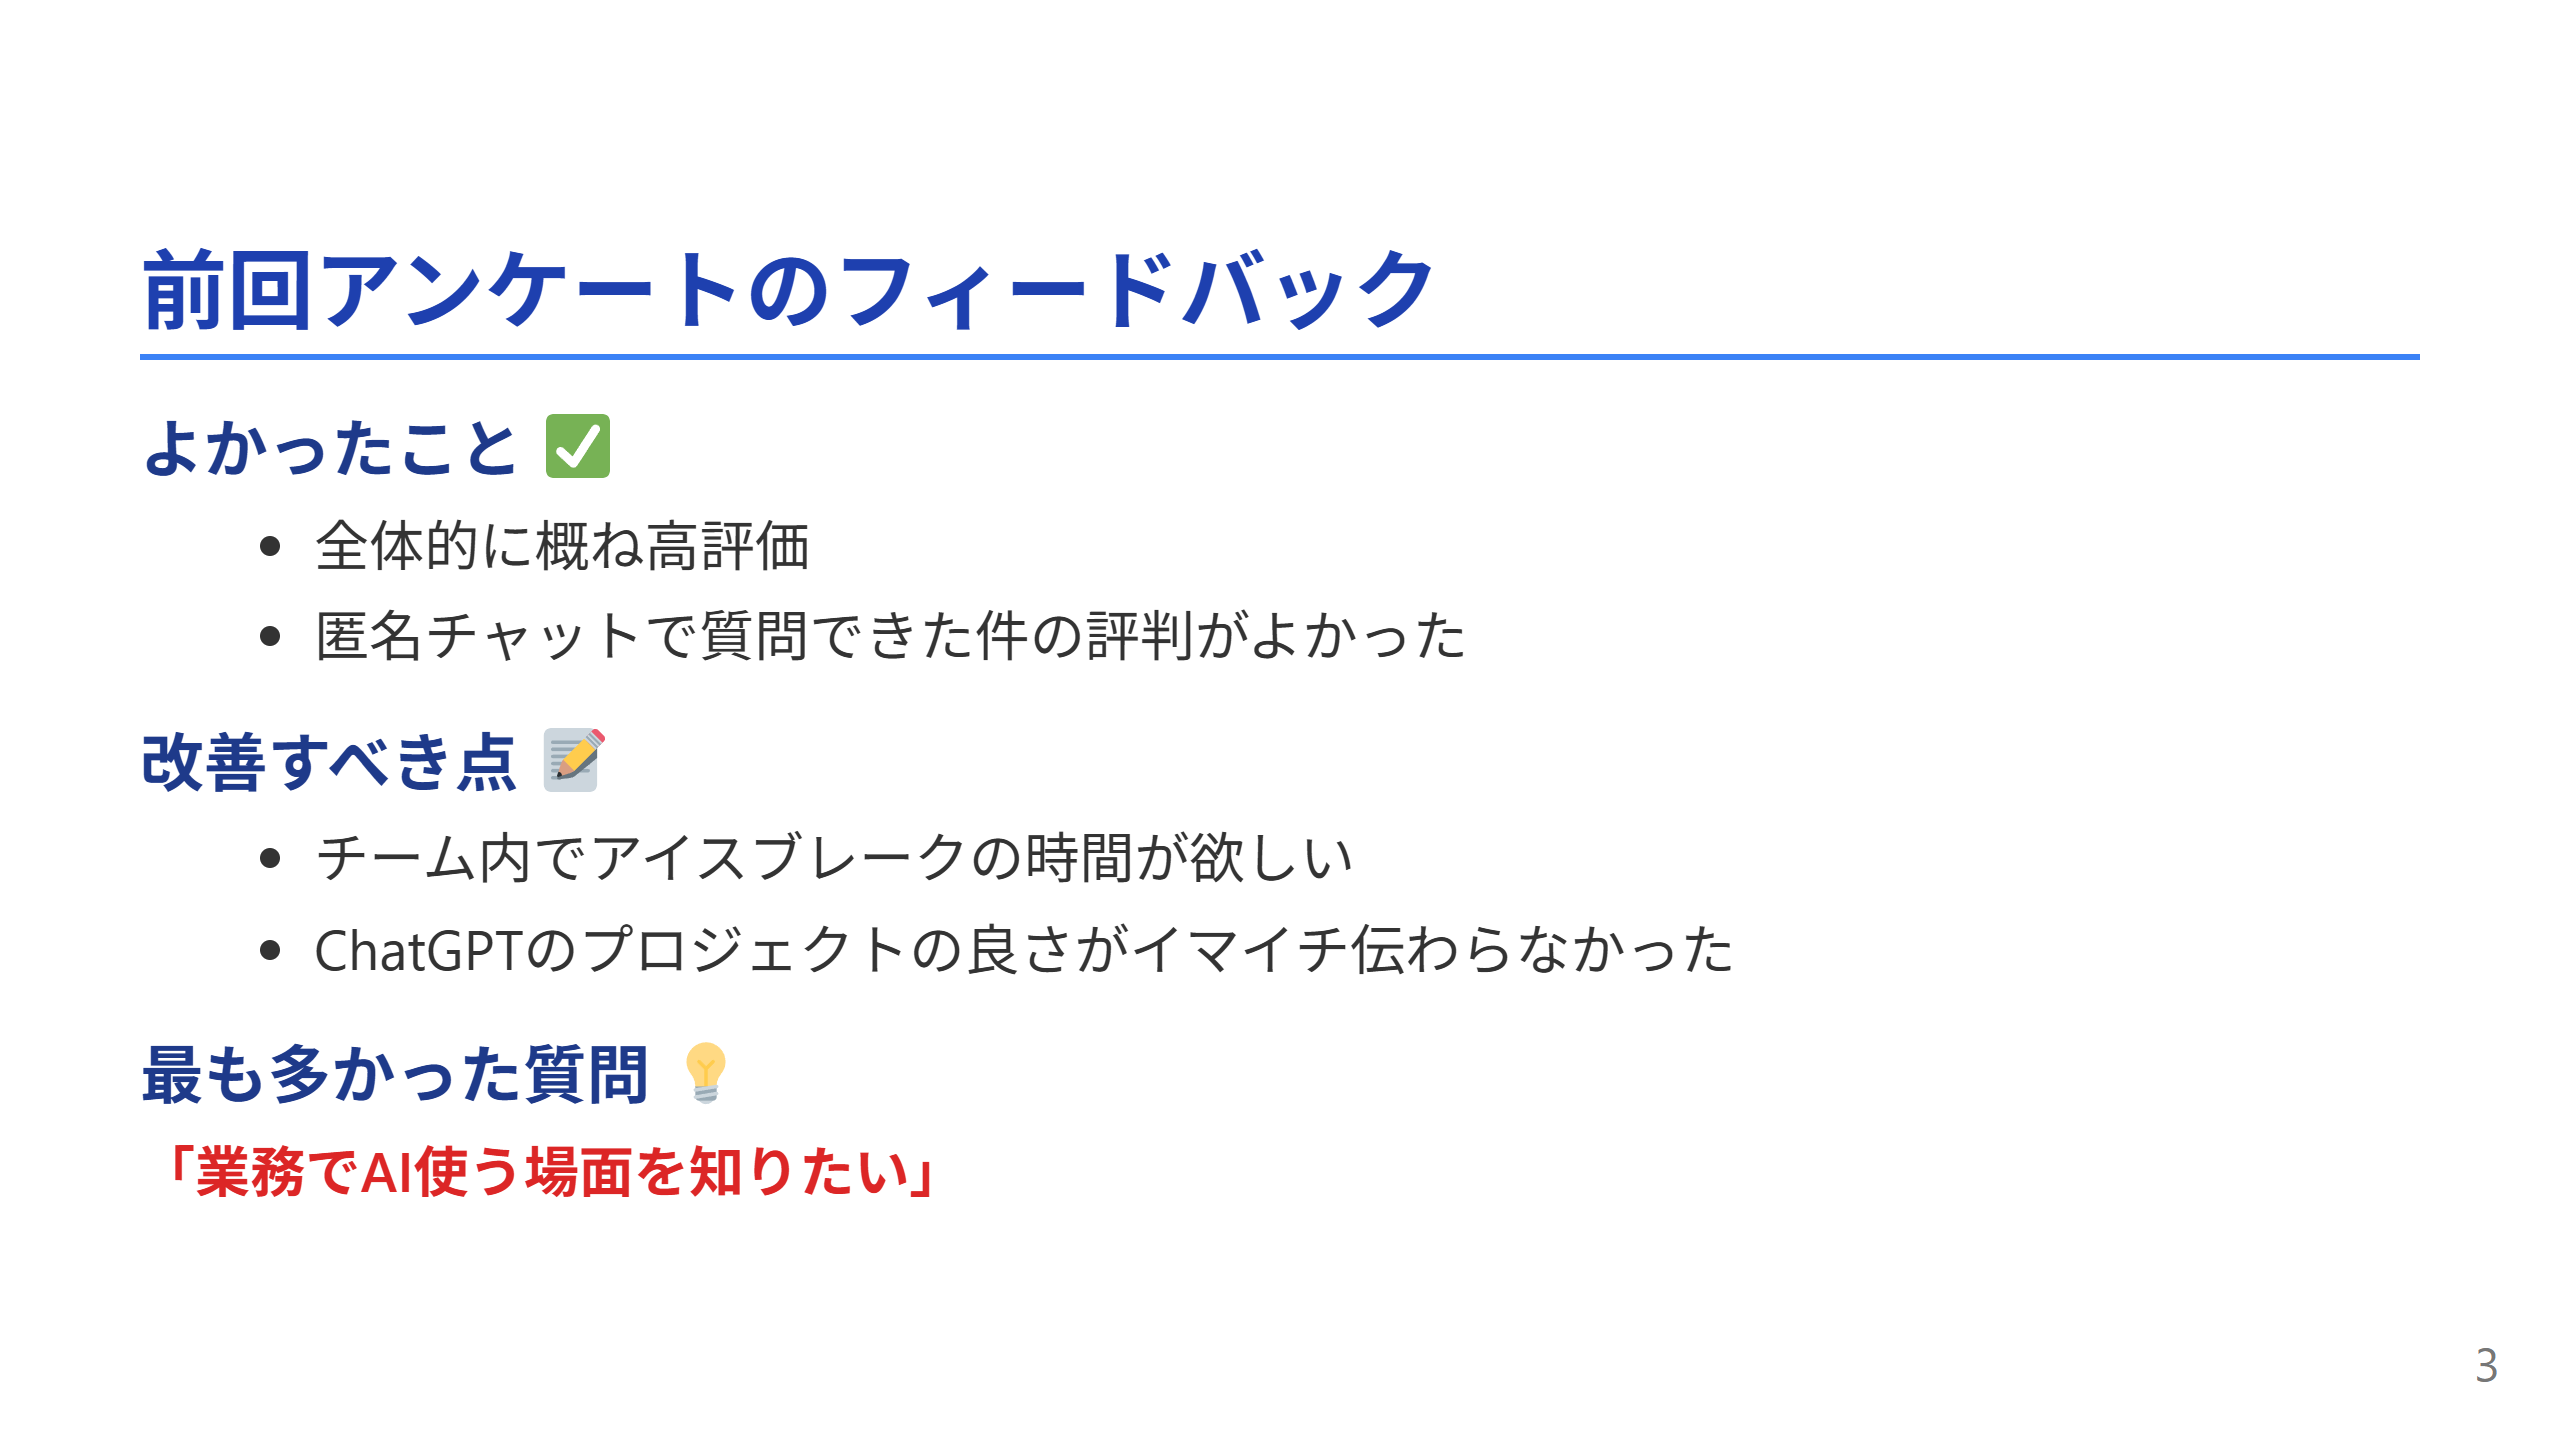 前回アンケートのフィードバック
よかったこと ✅
• 全体的に概ね高評価
• 匿名チャットで質問できた件の評判がよかった
改善すべき点 📝
• チーム内でアイスブレークの時間が欲しい
• ChatGPTのプロジェクトの良さがイマイチ伝わらなかった
最も多かった質問 💡
「業務でAI使う場面を知りたい」
3